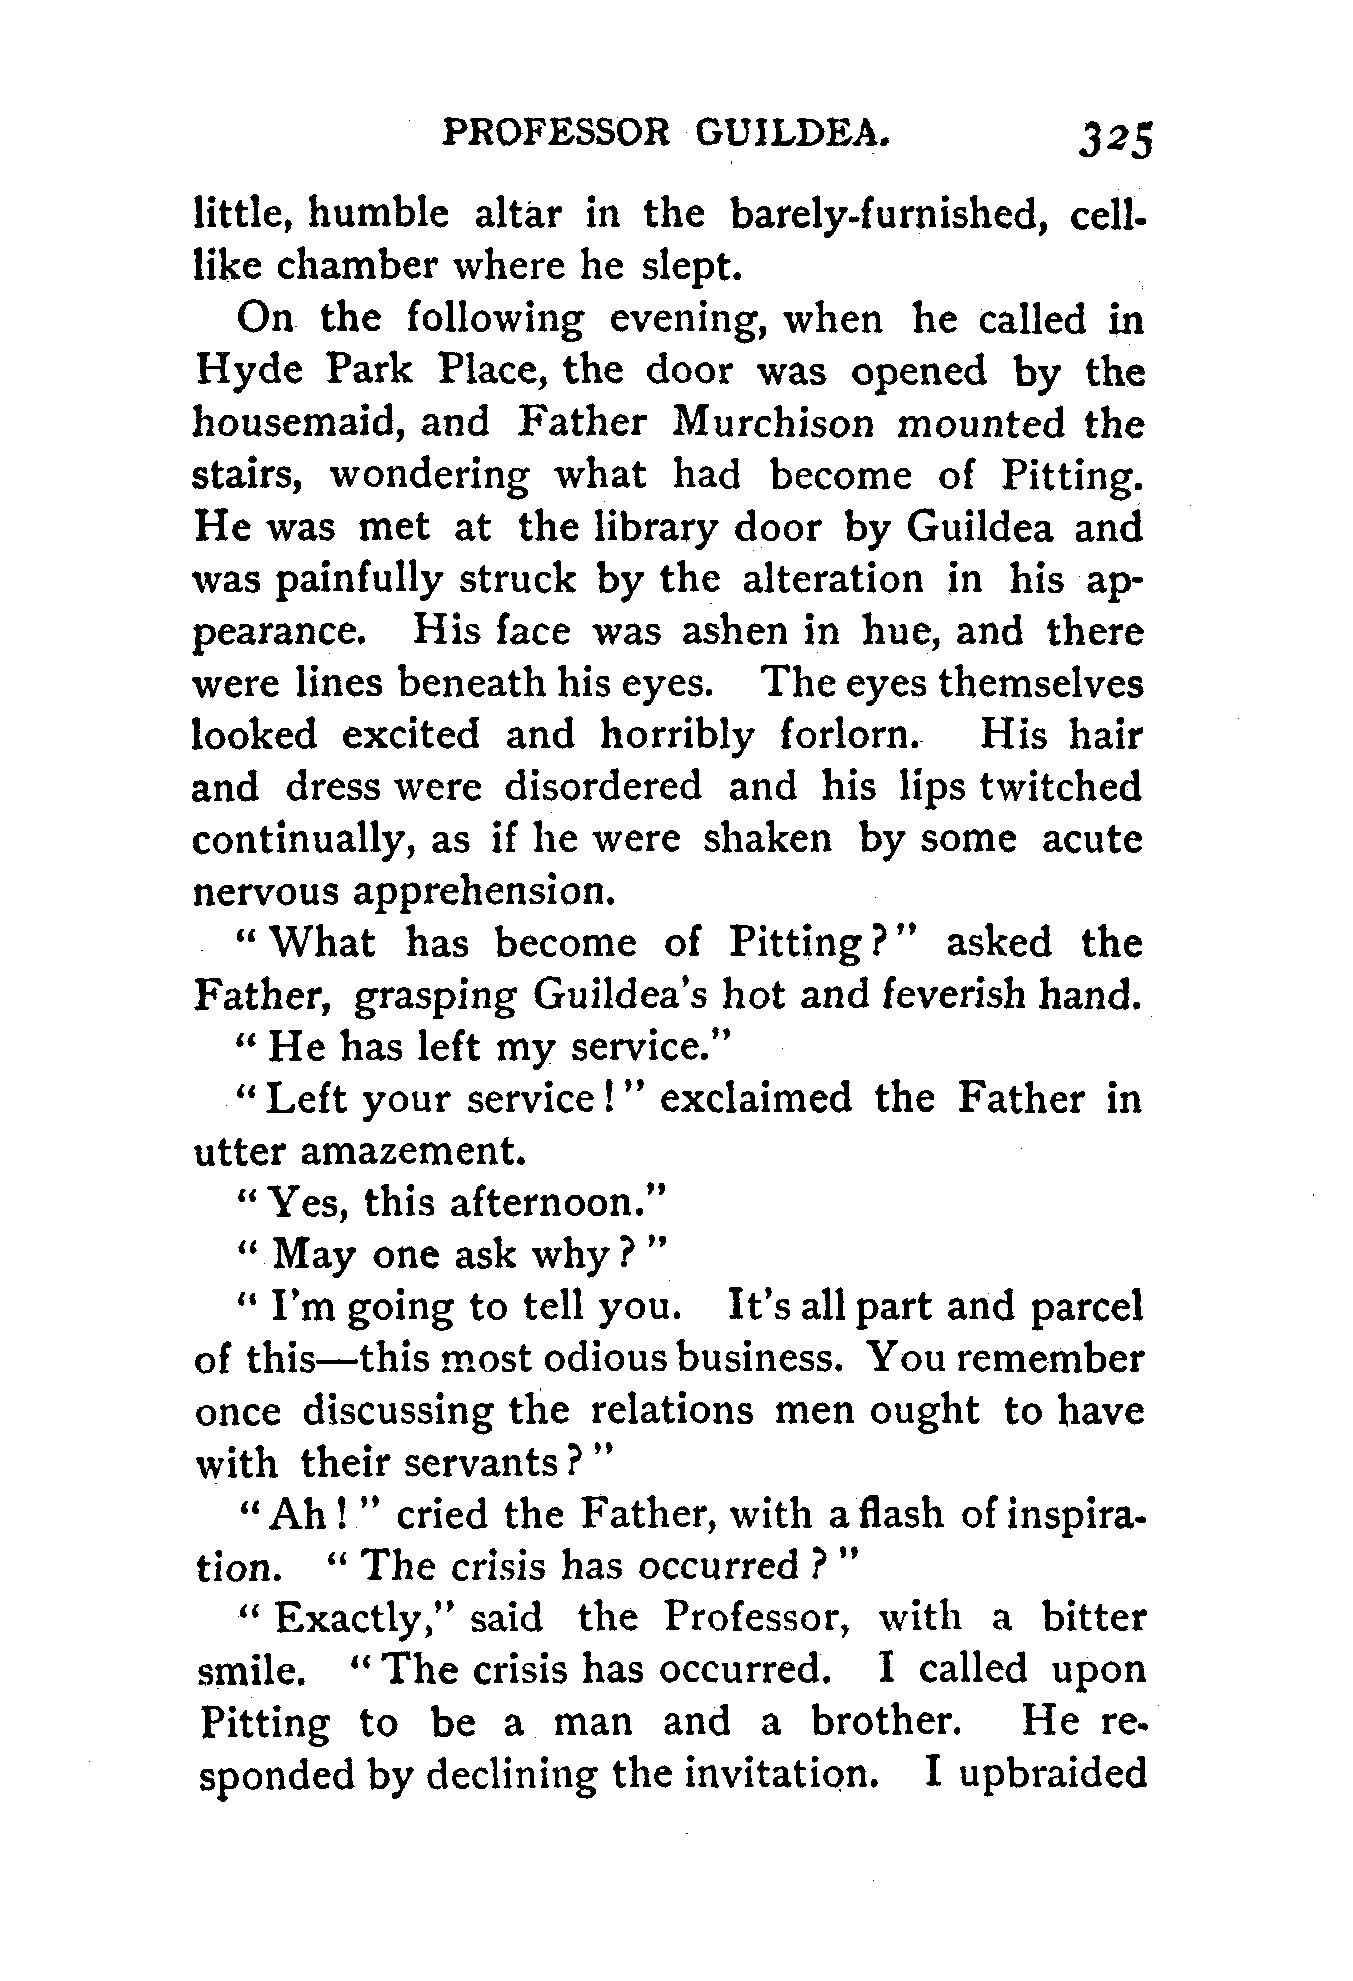 PROFESSOR GUILDEA. 325
little, humble altar in the barely-furnished, cell-
like chamber where he slept.
On the following evening, when he called in
Hyde Park Place, the door was opened by the
housemaid, and Father Murchison mounted the
stairs, wondering what had become of Pitting.
He was met at the library door by Guildea and
was painfully struck by the alteration in his ap-
pearance. His face was ashen in hue, and there
were lines beneath his eyes. The eyes themselves
looked excited and horribly forlorn. His hair
and dress were disordered and his lips twitched
continually, as if he were shaken by some acute
nervous apprehension.
" What has become of Pitting?" asked the
Father, grasping Guildea's hot and feverish hand.
" He has left my service."
" Left your service ! " exclaimed the Father in
utter amazement.
" Yes, this afternoon."
" May one ask why ? "
" I'm going to tell you. It's all part and parcel
of this—this most odious business. You remember
once discussing the relations men ought to have
with their servants ? "
" Ah ! " cried the Father, with a flash of inspira-
tion. " The crisis has occurred ? "
" Exactly," said the Professor, with a bitter
smile. " The crisis has occurred. I called upon
Pitting to be a man and a brother. He re-
sponded by declining the invitation. I upbraided